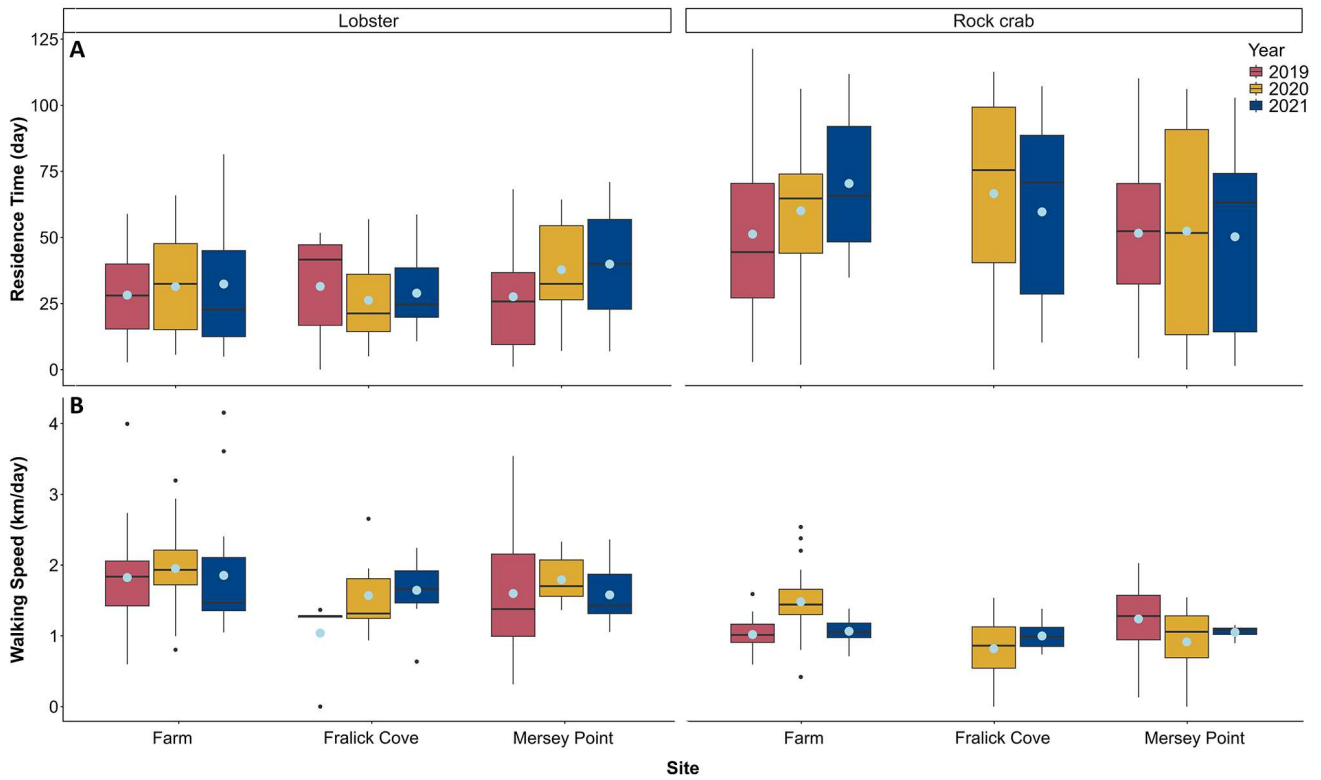 Lobster
Rock crab
A
125
100
75
50
25
0
Residence Time (day)
Year
2019
2020
2021
B
4
3
2
1
0
Walking Speed (km/day)
Farm
Fralick Cove
Mersey Point
Farm
Fralick Cove
Mersey Point
Site